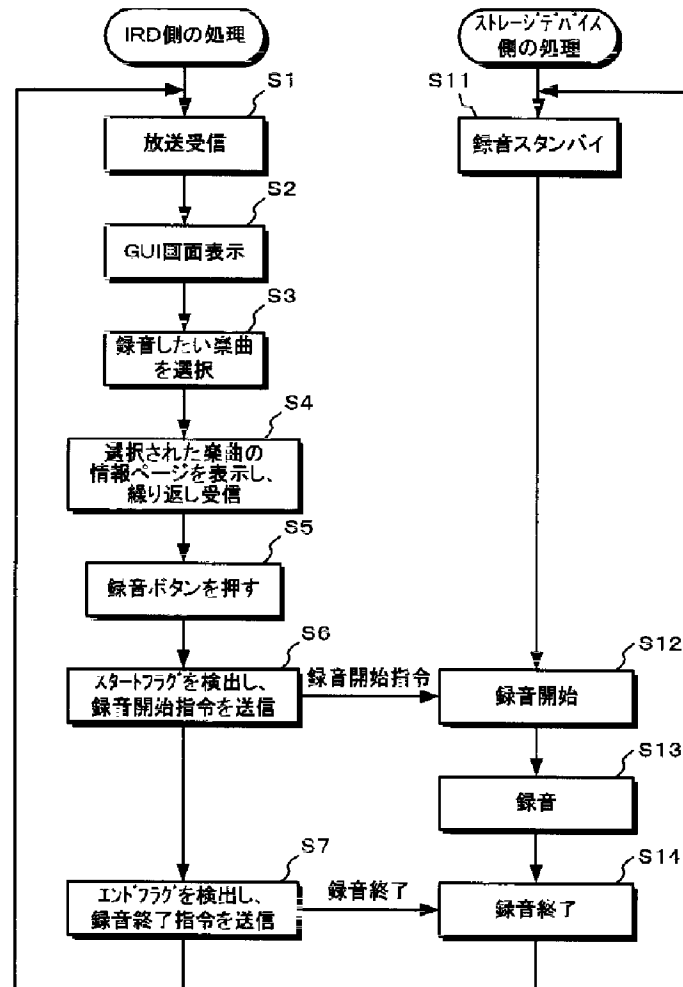 IRD側の処理
S1
放送受信
S2
GUI画面表示
S3
録音したい楽曲
を選択
S4
選択された楽曲の
情報ページを表示し、
繰り返し受信
S5
録音ボタンを押す
S6
スタートフラグを検出し、
録音開始指令を送信
録音開始指令
S7
エンドフラグを検出し、
録音終了指令を送信
録音終了
ストレージデバイス
側の処理
S11
録音スタンバイ
S12
録音開始
S13
録音
S14
録音終了